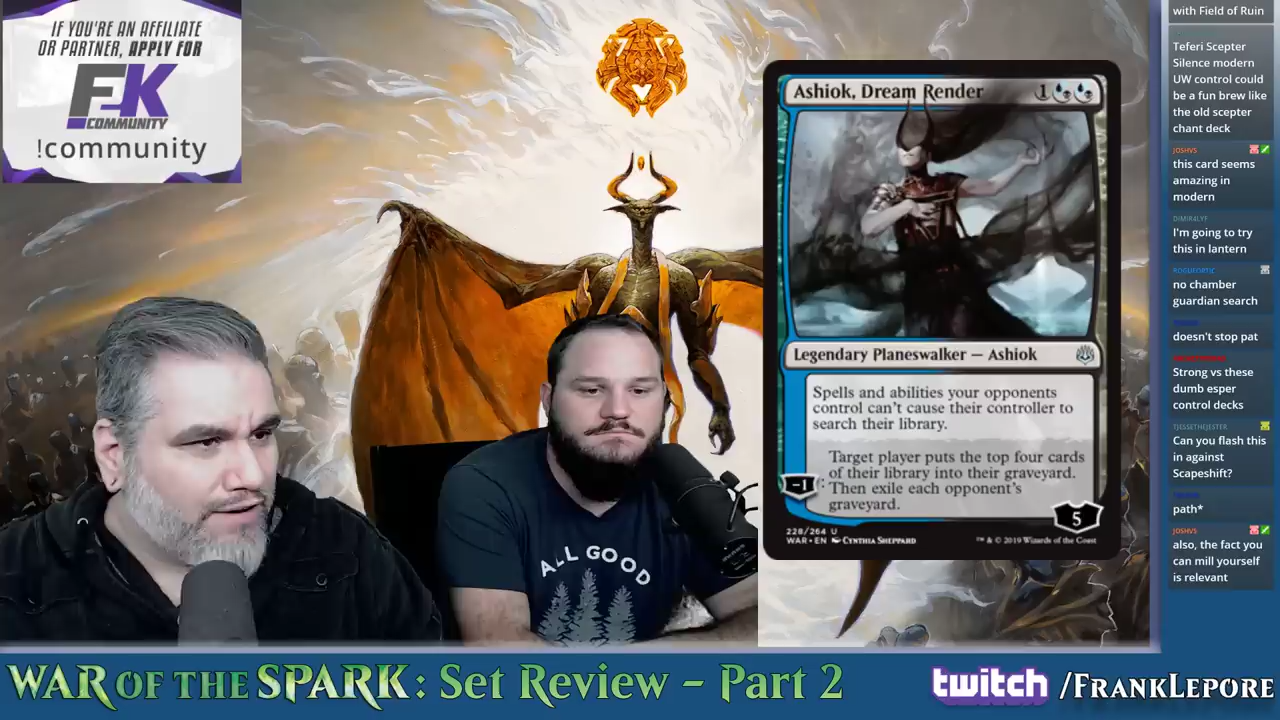 IF YOU'RE AN AFFILIATE
OR PARTNER, APPLY FOR
FK
COMMUNITY
!community
Ashiok, Dream Render 1
Legendary Planeswalker — Ashiok
Spells and abilities your opponents
control can't cause their controller to
search their library.
-1: Target player puts the top four cards
of their library into their graveyard.
Then exile each opponent's
graveyard.
5
228/264 U
WAR • EN Cynthia Sheppard
™ & © 2019 Wizards of the Coast
ALL GOOD
with Field of Ruin
Teferi Scepter
Silence modern
UW control could
be a fun brew like
the old scepter
chant deck
JOSHVS
this card seems
amazing in
modern
DIMIR4LYF
I'm going to try
this in lantern
no chamber
guardian search
doesn't stop pat
Strong vs these
dumb esper
control decks
TJESSETHEJESTER
Can you flash this
in against
Scapeshift?
path*
JOSHVS
also, the fact you
can mill yourself
is relevant
WAR OF THE SPARK: Set Review - Part 2
twitch /FRANKLEPORE